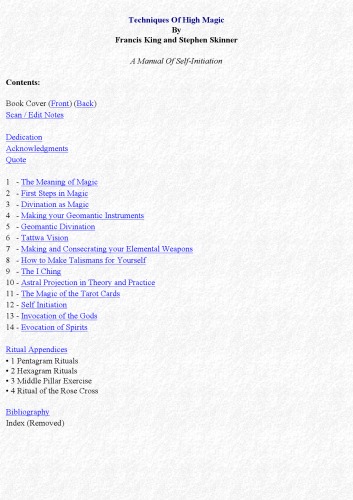 Techniques Of High Magic
By
Francis King and Stephen Skinner
A Manual Of Self-Initiation
Contents:
Book Cover (Front) (Back)
Scan / Edit Notes
Dedication
Acknowledgments
Quote
1 - The Meaning of Magic
2 - First Steps in Magic
3 - Divination as Magic
4 - Making your Geomantic Instruments
5 - Geomantic Divination
6 - Tattwa Vision
7 - Making and Consecrating your Elemental Weapons
8 - How to Make Talismans for Yourself
9 - The I Ching
10 - Astral Projection in Theory and Practice
11 - The Magic of the Tarot Cards
12 - Self Initiation
13 - Invocation of the Gods
14 - Evocation of Spirits
Ritual Appendices
• 1 Pentagram Rituals
• 2 Hexagram Rituals
• 3 Middle Pillar Exercise
• 4 Ritual of the Rose Cross
Bibliography
Index (Removed)